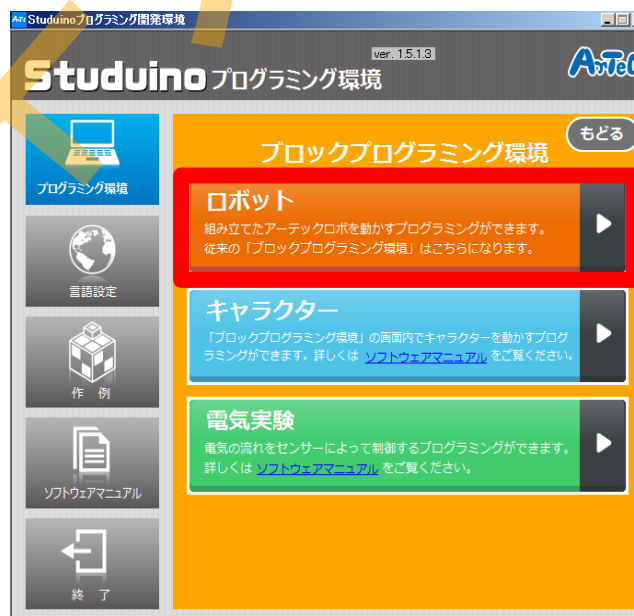 Studuinoプログラミング開発環境
ver. 1.5.1.3
Studuino プログラミング環境
ArTeC
もどる
ブロックプログラミング環境
プログラミング環境
ロボット
組み立てたアーテックロボを動かすプログラミングができます。
従来の「ブロックプログラミング環境」はこちらになります。
言語設定
キャラクター
「ブロックプログラミング環境」の画面内でキャラクターを動かすプログ
ラミングができます。詳しくは ソフトウェアマニュアル をご覧ください。
作 例
電気実験
電気の流れをセンサーによって制御するプログラミングができます。
詳しくは ソフトウェアマニュアル をご覧ください。
ソフトウェアマニュアル
終 了